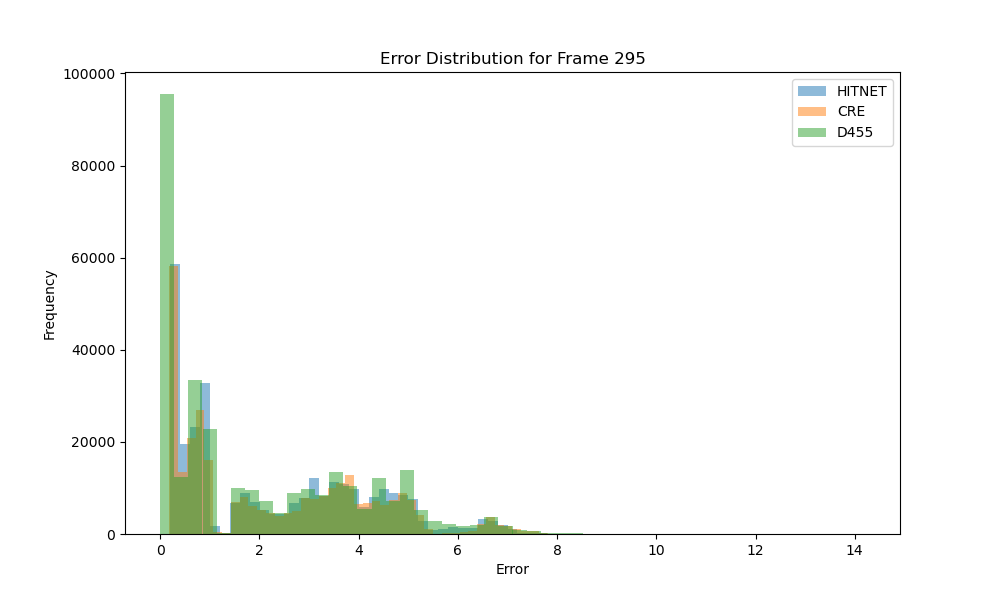 Error Distribution for Frame 295
HITNET
CRE
D455
100000
80000
60000
40000
20000
0
Frequency
0 2 4 6 8 10 12 14
Error